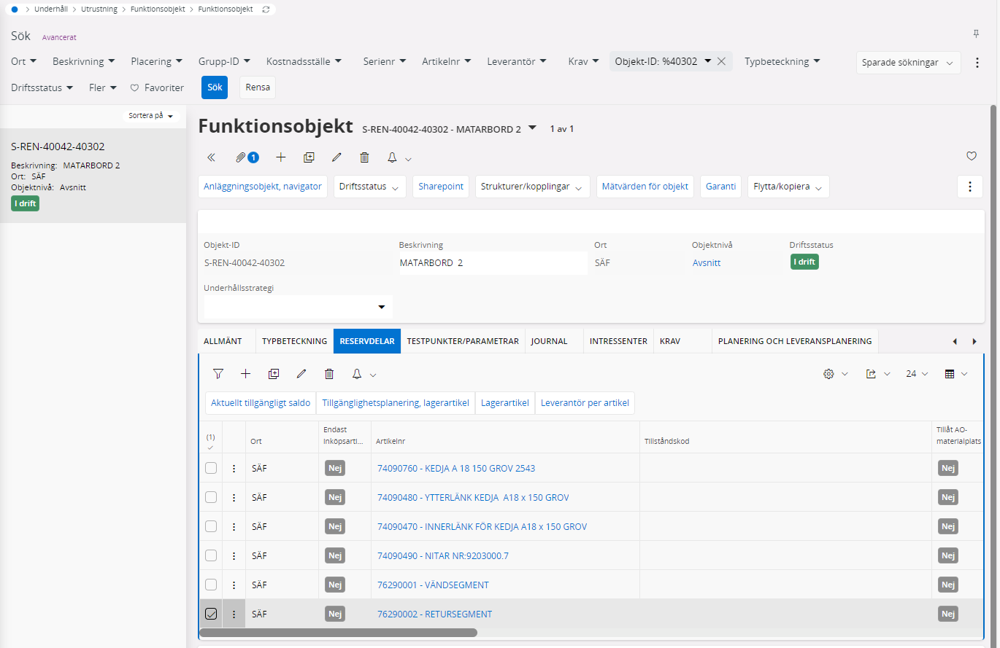 Underhåll > Utrustning > Funktionsobjekt > Funktionsobjekt
Sök Avancerat
Ort Beskrivning Placering Grupp-ID Kostnadsställe Serienr Artikelnr Leverantör Krav Objekt-ID: %40302 Typbeteckning Sparade sökningar
Driftsstatus Fler Favoriter Sök Rensa
Sortera på
S-REN-40042-40302
Beskrivning: MATARBORD 2
Ort: SÄF
Objektnivå: Avsnitt
I drift
Funktionsobjekt S-REN-40042-40302 - MATARBORD 2 1 av 1
1
Anläggningsobjekt, navigator Driftsstatus Sharepoint Strukturer/kopplingar Mätvärden för objekt Garanti Flytta/kopiera
Objekt-ID Beskrivning Ort Objektnivå Driftsstatus
S-REN-40042-40302 MATARBORD 2 SÄF Avsnitt I drift
Underhållsstrategi
ALLMÄNT TYPBETECKNING RESERVDELAR TESTPUNKTER/PARAMETRAR JOURNAL INTRESSENTER KRAV PLANERING OCH LEVERANSPLANERING
24
Aktuellt tillgängligt saldo Tillgänglighetsplanering, lagerartikel Lagerartikel Leverantör per artikel
(1) Ort Endast inköpsarti... Artikelnr Tillståndskod Tillåt AO-materialplats
SÄF Nej 74090760 - KEDJA A 18 150 GROV 2543 Nej
SÄF Nej 74090480 - YTTERLÄNK KEDJA A18 x 150 GROV Nej
SÄF Nej 74090470 - INNERLÄNK FÖR KEDJA A18 x 150 GROV Nej
SÄF Nej 74090490 - NITAR NR:9203000.7 Nej
SÄF Nej 76290001 - VÄNDSEGMENT Nej
SÄF Nej 76290002 - RETURSEGMENT Nej